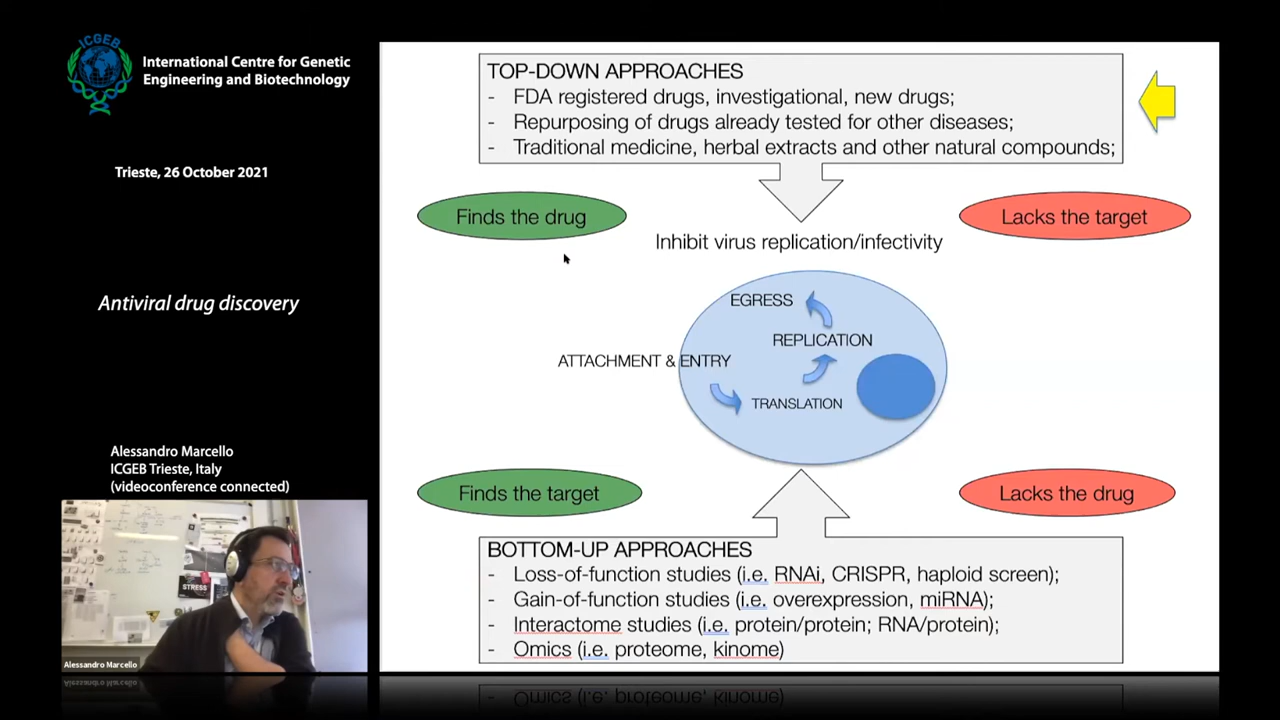 ICGEB
International Centre for Genetic
Engineering and Biotechnology
Trieste, 26 October 2021
Antiviral drug discovery
Alessandro Marcello
ICGEB Trieste, Italy
(videoconference connected)
STRESS
Alessandro Marcello
TOP-DOWN APPROACHES
- FDA registered drugs, investigational, new drugs;
- Repurposing of drugs already tested for other diseases;
- Traditional medicine, herbal extracts and other natural compounds;
Finds the drug
Lacks the target
Inhibit virus replication/infectivity
EGRESS
REPLICATION
ATTACHMENT & ENTRY
TRANSLATION
Finds the target
Lacks the drug
BOTTOM-UP APPROACHES
- Loss-of-function studies (i.e. RNAi, CRISPR, haploid screen);
- Gain-of-function studies (i.e. overexpression, miRNA);
- Interactome studies (i.e. protein/protein; RNA/protein);
- Omics (i.e. proteome, kinome)